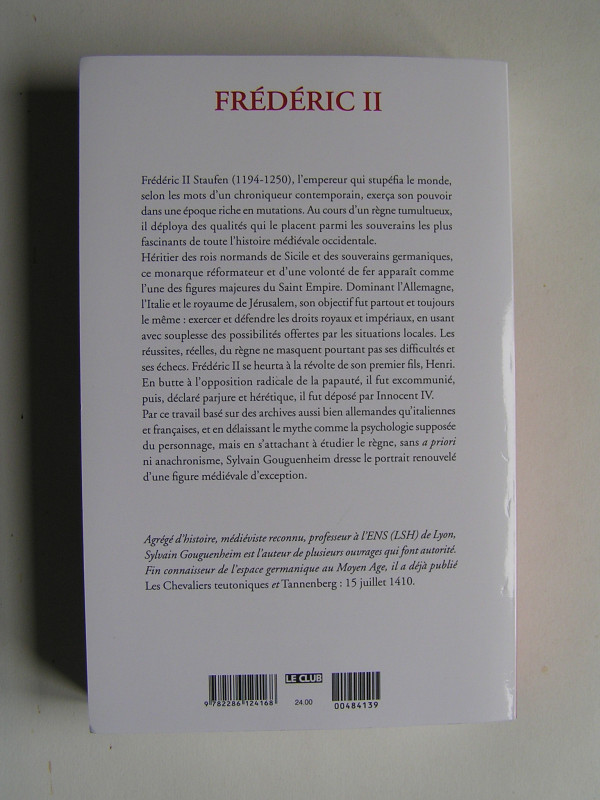 FRÉDÉRIC II
Frédéric II Staufen (1194-1250), l'empereur qui stupéfia le monde,
selon les mots d'un chroniqueur contemporain, exerça son pouvoir
dans une époque riche en mutations. Au cours d'un règne tumultueux,
il déploya des qualités qui le placent parmi les souverains les plus
fascinants de toute l'histoire médiévale occidentale.
Héritier des rois normands de Sicile et des souverains germaniques,
ce monarque réformateur et d'une volonté de fer apparaît comme
l'une des figures majeures du Saint Empire. Dominant l'Allemagne,
l'Italie et le royaume de Jérusalem, son objectif fut partout et toujours
le même : exercer et défendre les droits royaux et impériaux, en usant
avec souplesse des possibilités offertes par les situations locales. Les
réussites, réelles, du règne ne masquent pourtant pas ses difficultés et
ses échecs. Frédéric II se heurta à la révolte de son premier fils, Henri.
En butte à l'opposition radicale de la papauté, il fut excommunié,
puis, déclaré parjure et hérétique, il fut déposé par Innocent IV.
Par ce travail basé sur des archives aussi bien allemandes qu'italiennes
et françaises, et en délaissant le mythe comme la psychologie supposée
du personnage, mais en s'attachant à étudier le règne, sans a priori
ni anachronisme, Sylvain Gouguenheim dresse le portrait renouvelé
d'une figure médiévale d'exception.
Agrégé d'histoire, médiéviste reconnu, professeur à l'ENS (LSH) de Lyon,
Sylvain Gouguenheim est l'auteur de plusieurs ouvrages qui font autorité.
Fin connaisseur de l'espace germanique au Moyen Age, il a déjà publié
Les Chevaliers teutoniques et Tannenberg : 15 juillet 1410.
LE CLUB
9782286124168
24.00
00484139